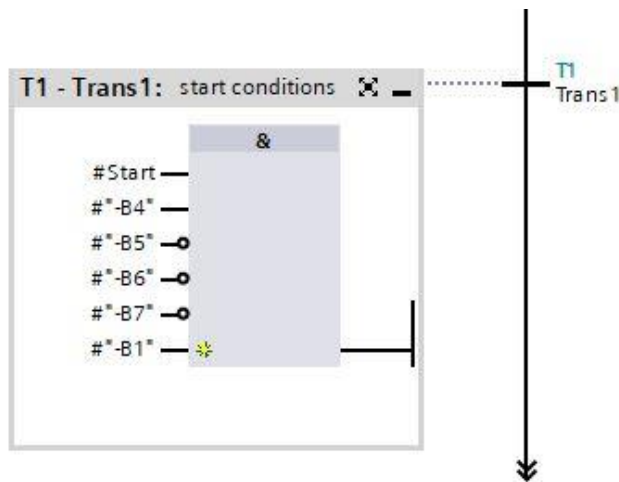 T1
Trans1
T1 - Trans1: start conditions
&
#Start
#"-B4"
#"-B5"
#"-B6"
#"-B7"
#"-B1"